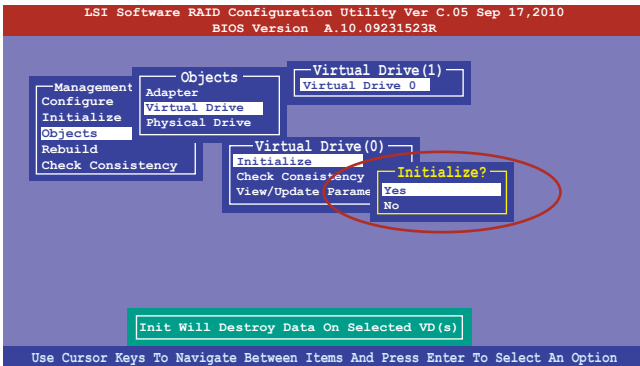 LSI Software RAID Configuration Utility Ver C.05 Sep 17,2010
BIOS Version A.10.09231523R
Management
Configure
Initialize
Objects
Rebuild
Check Consistency
Objects
Adapter
Virtual Drive
Physical Drive
Virtual Drive(1)
Virtual Drive 0
Virtual Drive(0)
Initialize
Check Consistency
View/Update Parame
Initialize?
Yes
No
Init Will Destroy Data On Selected VD(s)
Use Cursor Keys To Navigate Between Items And Press Enter To Select An Option